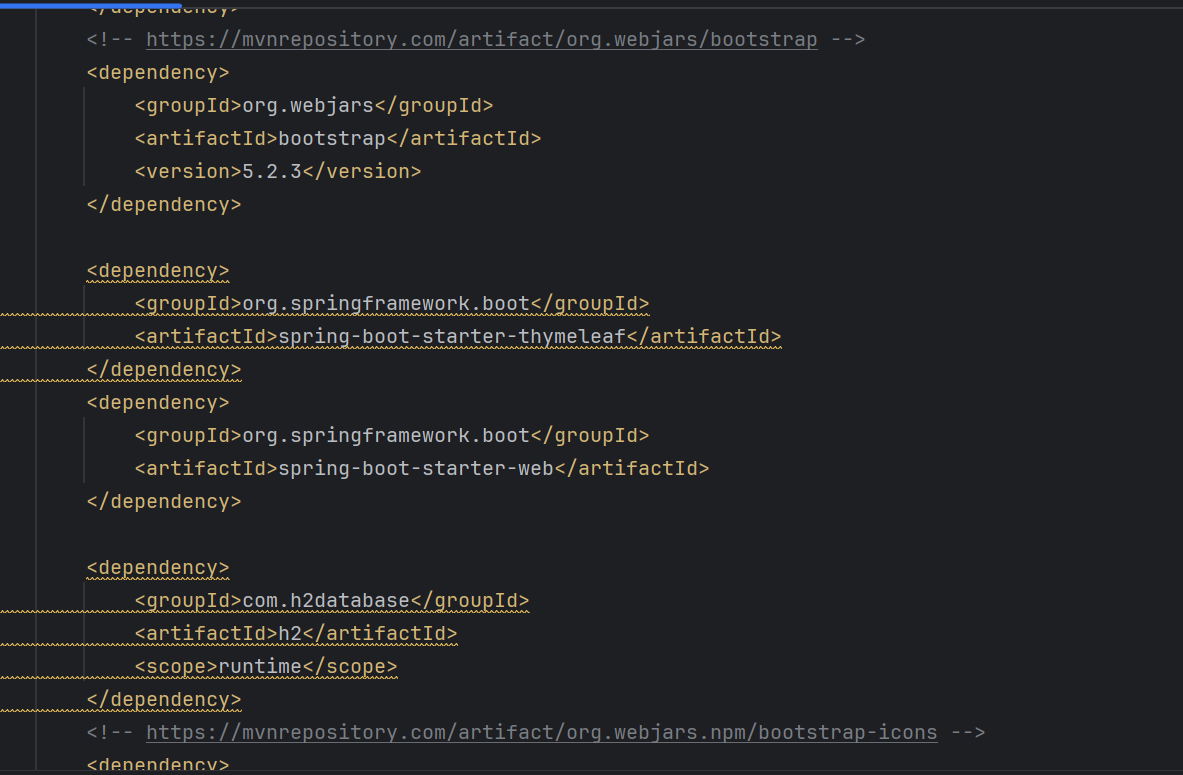 </dependency>
<!-- https://mvnrepository.com/artifact/org.webjars/bootstrap -->
<dependency>
<groupId>org.webjars</groupId>
<artifactId>bootstrap</artifactId>
<version>5.2.3</version>
</dependency>
<dependency>
<groupId>org.springframework.boot</groupId>
<artifactId>spring-boot-starter-thymeleaf</artifactId>
</dependency>
<dependency>
<groupId>org.springframework.boot</groupId>
<artifactId>spring-boot-starter-web</artifactId>
</dependency>
<dependency>
<groupId>com.h2database</groupId>
<artifactId>h2</artifactId>
<scope>runtime</scope>
</dependency>
<!-- https://mvnrepository.com/artifact/org.webjars.npm/bootstrap-icons -->
<dependency>